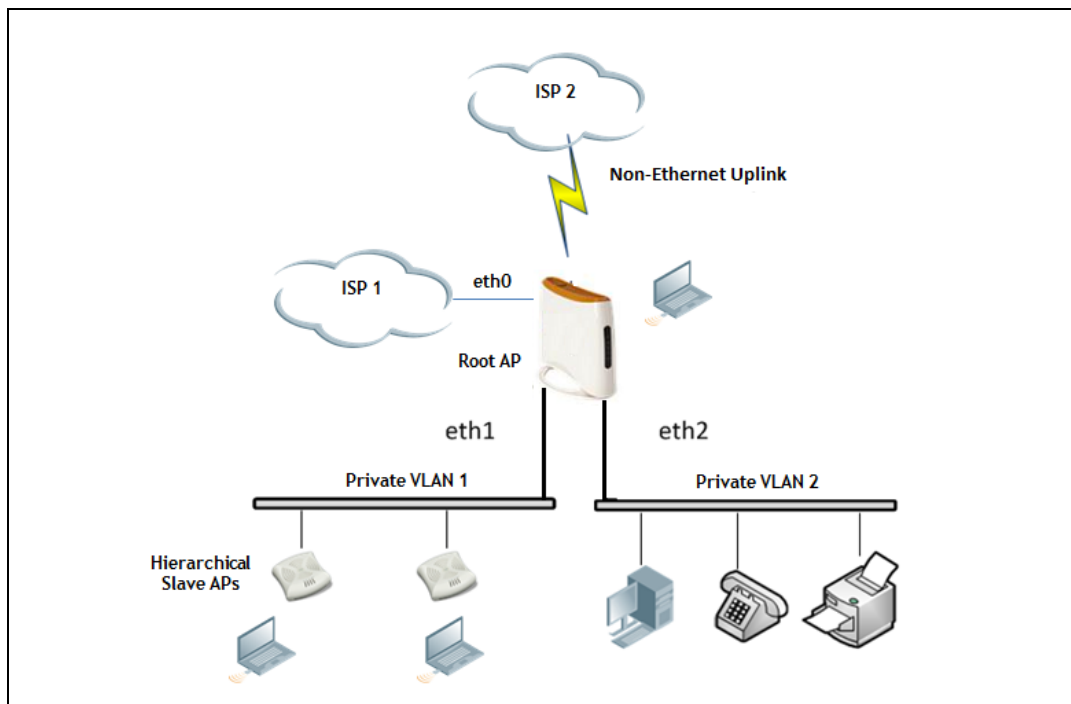 ISP 2
Non-Ethernet Uplink
eth0
ISP 1
Root AP
eth1
eth2
Private VLAN 1
Private VLAN 2
Hierarchical
Slave APs